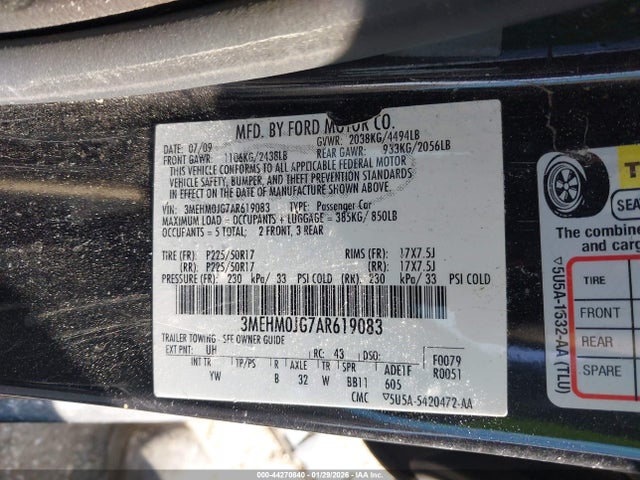 MFD. BY FORD MOTOR CO.
DATE: 07/09 GVWR: 2038KG/4494LB
FRONT GAWR: 1106KG/2438LB REAR GAWR: 933KG/2056LB
THIS VEHICLE CONFORMS TO ALL APPLICABLE FEDERAL MOTOR
VEHICLE SAFETY, BUMPER, AND THEFT PREVENTION STANDARDS
IN EFFECT ON THE DATE OF MANUFACTURE SHOWN ABOVE.
VIN: 3MEHM0JG7AR619083 TYPE: Passenger Car
MAXIMUM LOAD = OCCUPANTS + LUGGAGE = 385KG/850LB
OCCUPANTS = 5 TOTAL; 2 FRONT, 3 REAR
TIRE (FR): P225/50R17 RIMS (FR): 17X7.5J
(RR): P225/50R17 (RR): 17X7.5J
PRESSURE (FR): 230 kPa/ 33 PSI COLD (RR): 230 kPa/ 33 PSI COLD
3MEHM0JG7AR619083
TRAILER TOWING - SEE OWNER GUIDE
EXT PNT: UH RC: 43 DSO: F0079
INT TR TP/PS R AXLE TR SPR ADE1F R0051
YW B 32 W BB11 605
CMC ▽5U5A-5420472-AA
The combine
and carg
TIRE
FRONT
REAR
SPARE
▽5U5A-1532-AA (TLU)
000-44270840 - 01/29/2026 - IAAI, Inc.